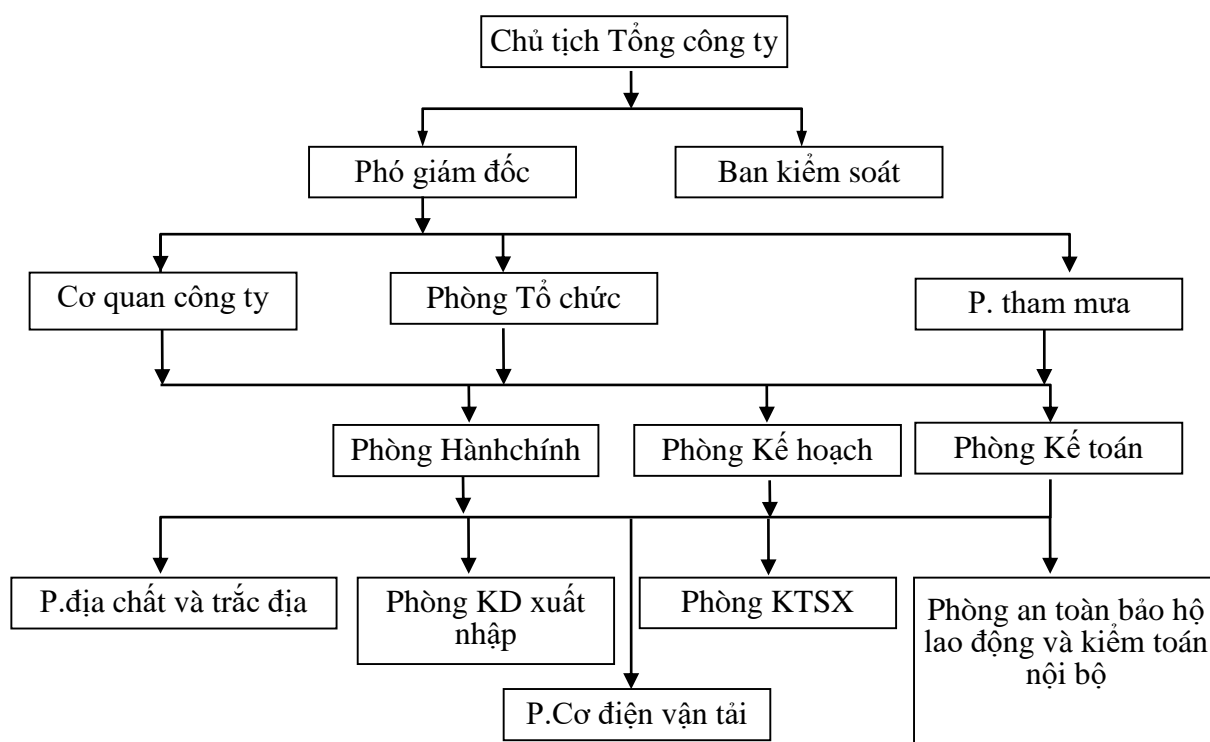 Chủ tịch Tổng công ty
Phó giám đốc
Ban kiểm soát
Cơ quan công ty
Phòng Tổ chức
P. tham mưa
Phòng Hànhchính
Phòng Kế hoạch
Phòng Kế toán
P.địa chất và trắc địa
Phòng KD xuất
nhập
Phòng KTSX
Phòng an toàn bảo hộ
lao động và kiểm toán
nội bộ
P.Cơ điện vận tải